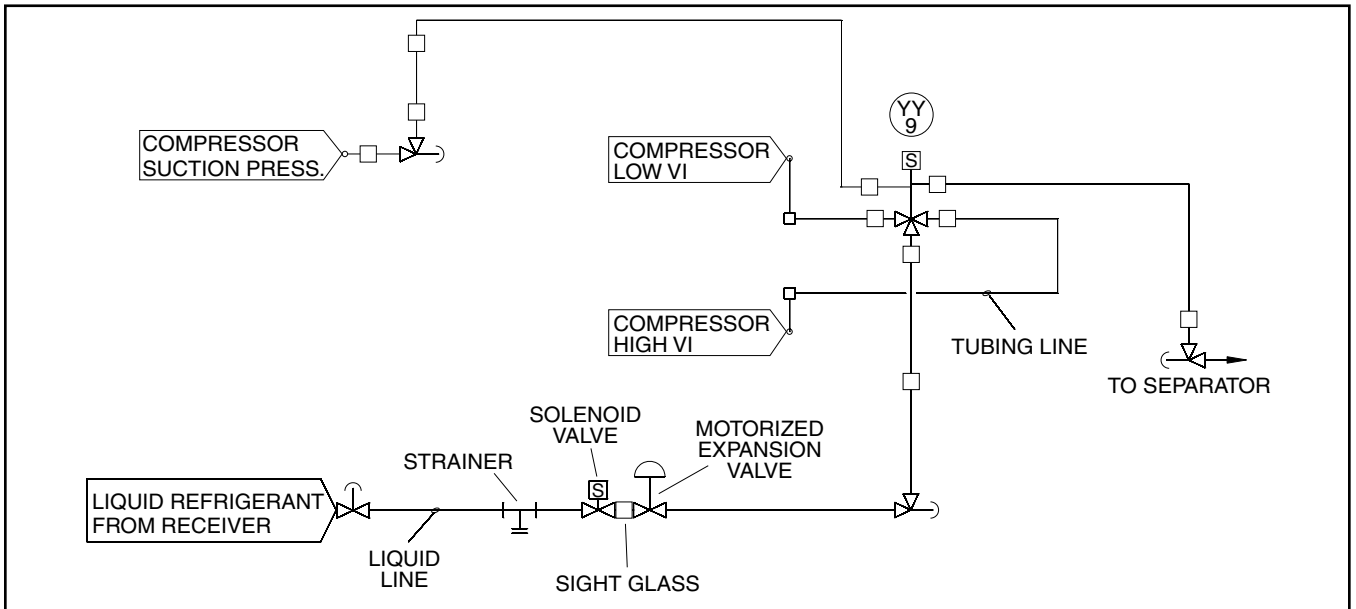 COMPRESSOR
SUCTION PRESS.
YY
9
S
COMPRESSOR
LOW VI
COMPRESSOR
HIGH VI
TUBING LINE
TO SEPARATOR
SOLENOID
VALVE
MOTORIZED
EXPANSION
VALVE
STRAINER
S
LIQUID REFRIGERANT
FROM RECEIVER
LIQUID
LINE
SIGHT GLASS